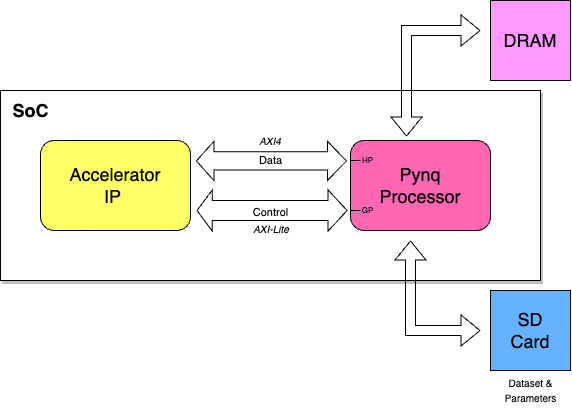 DRAM
SoC
AXI4
Data
HP
Accelerator
IP
Pynq
Processor
Control
GP
AXI-Lite
SD
Card
Dataset &
Parameters